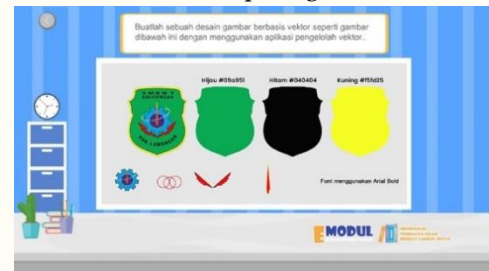 Buatlah sebuah desain gambar berbasis vektor seperti gambar
dibawah ini dengan menggunakan aplikasi pengelolah vektor..
Hijau #09a951
Hitam #040404
Kuning #f5fd25
Font menggunakan Arial Bold
EMODUL